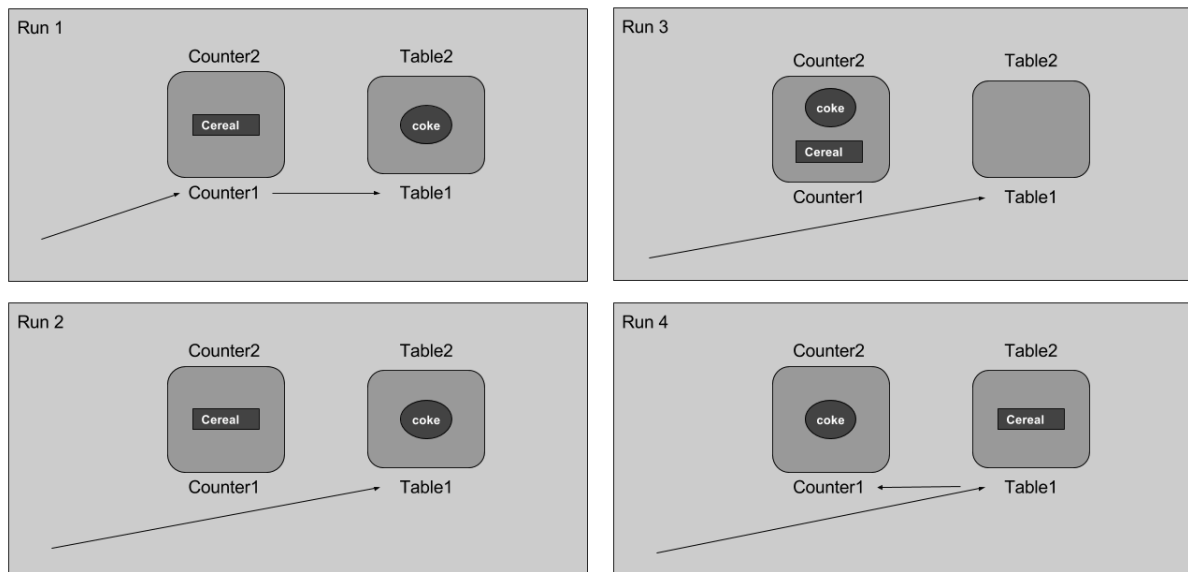 Run 1
Counter2
Table2
Cereal
coke
Counter1
Table1
Run 3
Counter2
Table2
coke
Cereal
Counter1
Table1
Run 2
Counter2
Table2
Cereal
coke
Counter1
Table1
Run 4
Counter2
Table2
coke
Cereal
Counter1
Table1